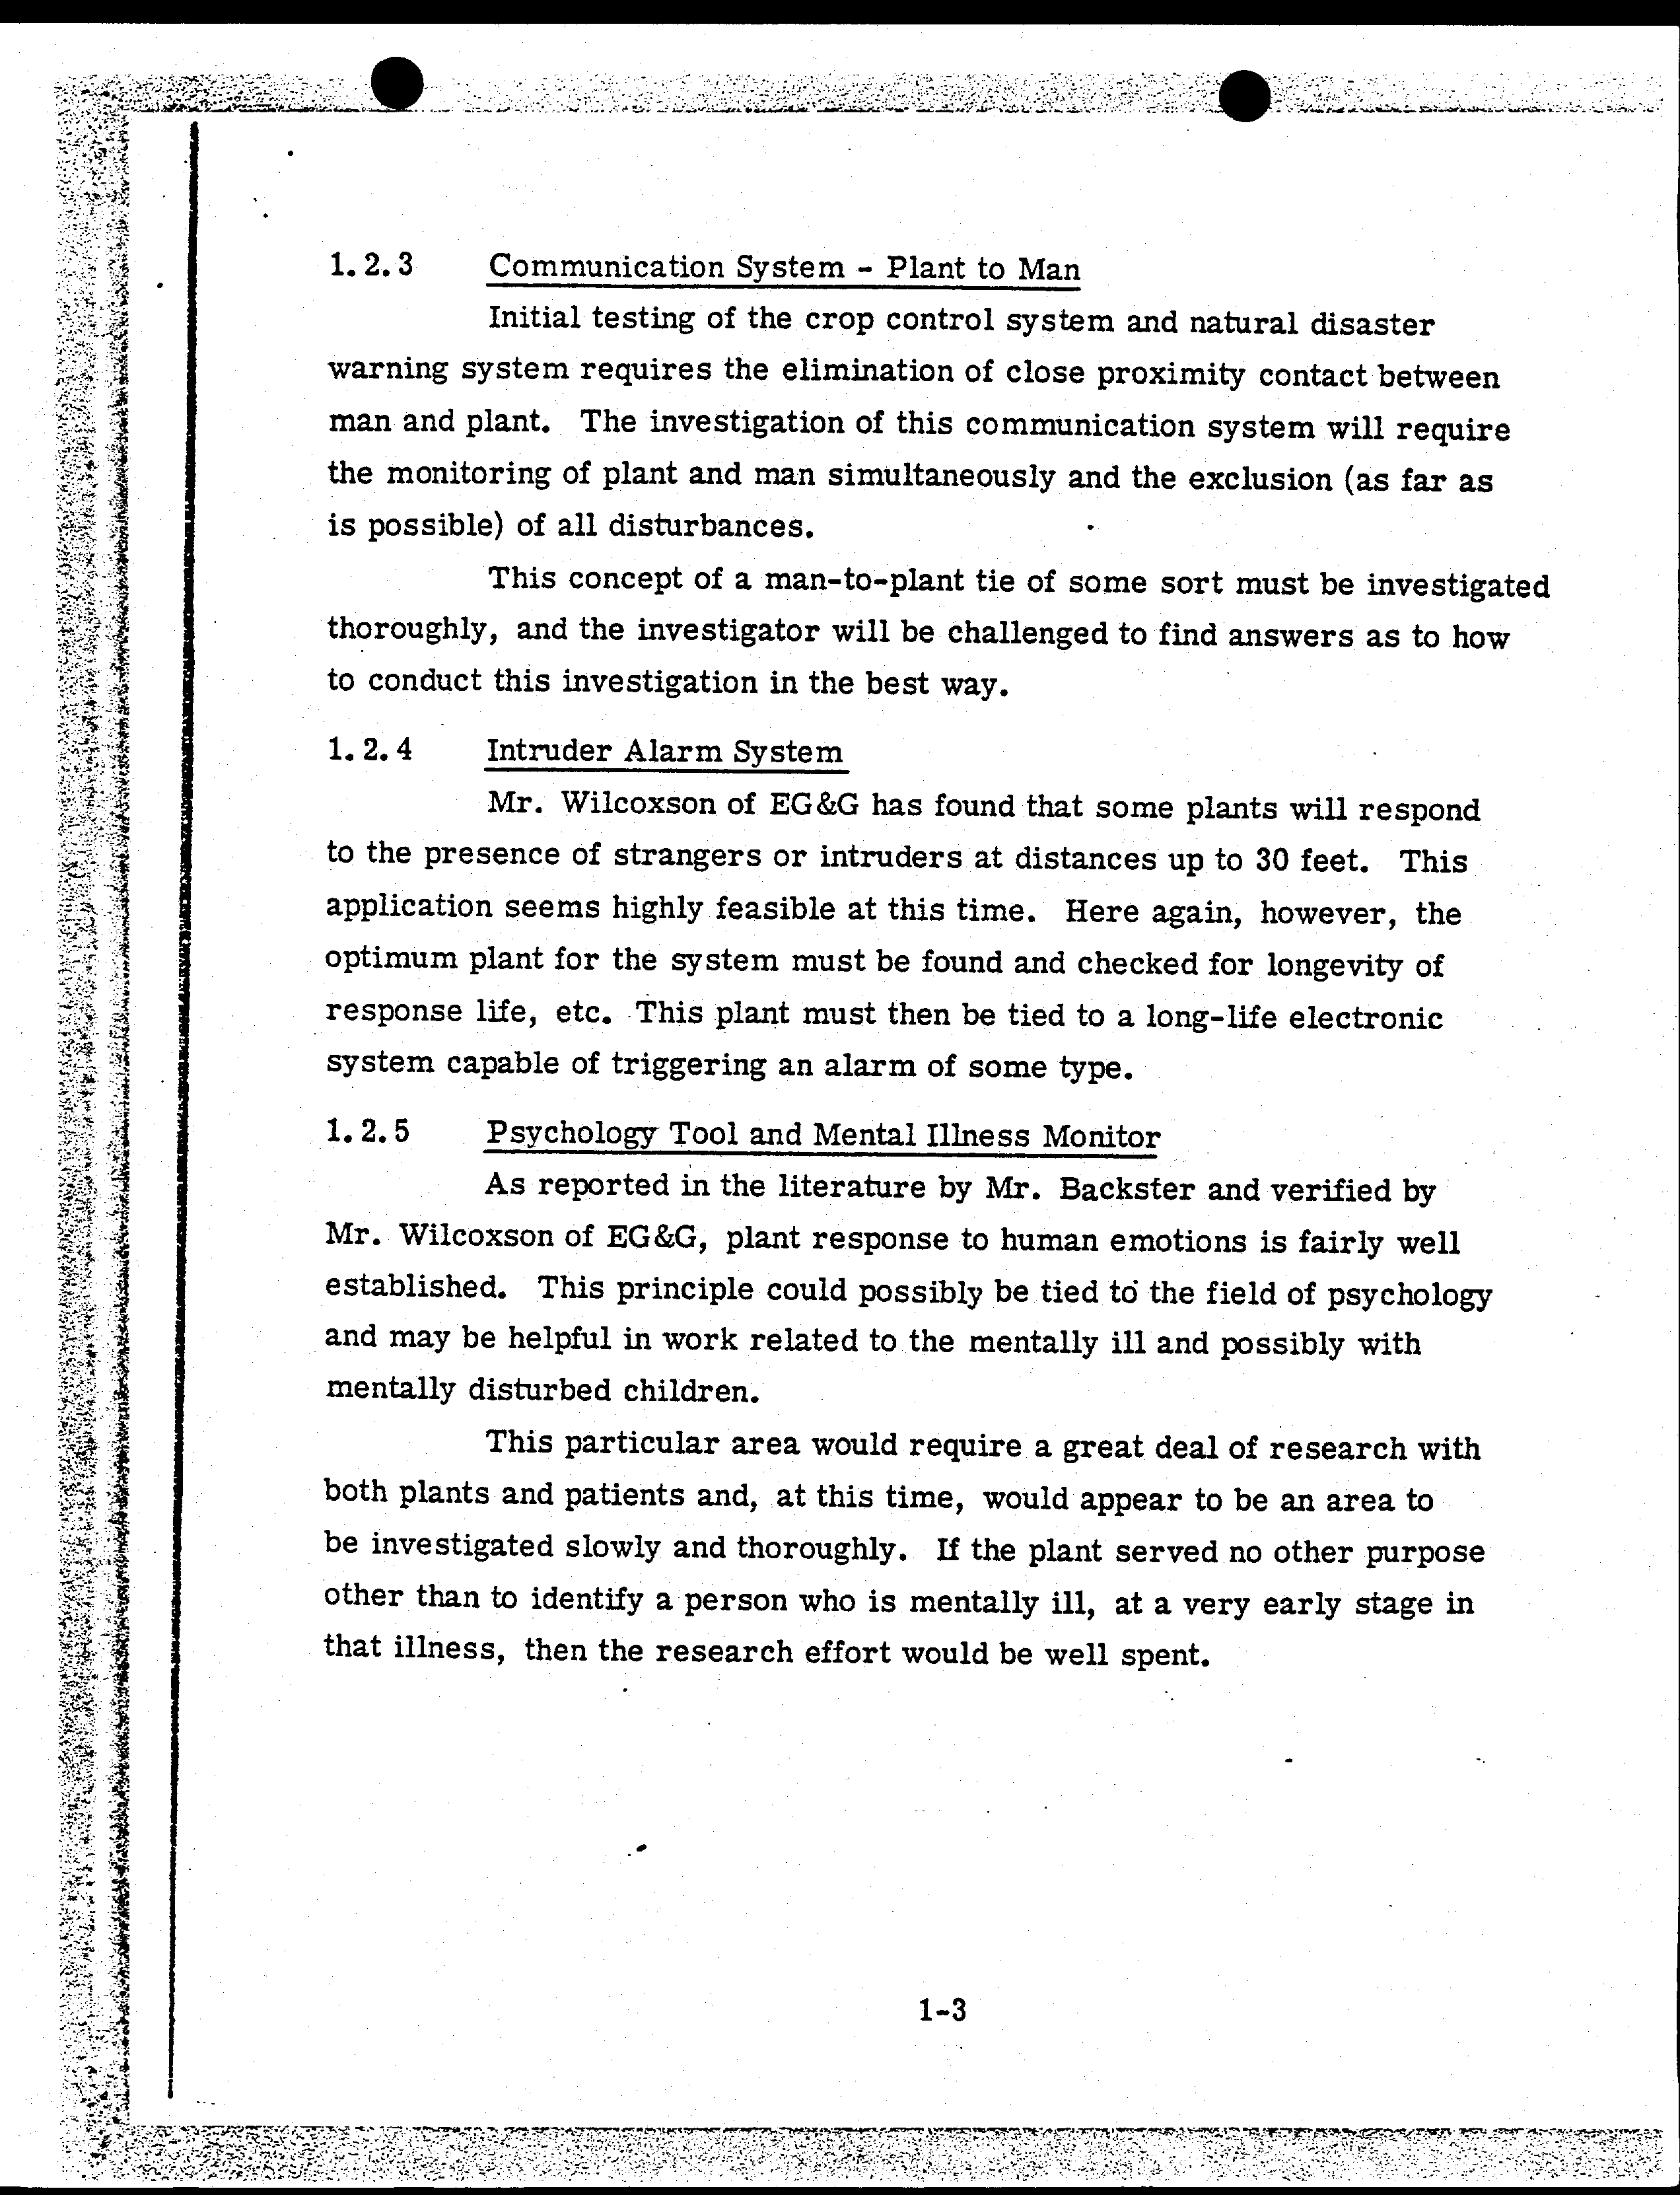 1.2.3 Communication System - Plant to Man
Initial testing of the crop control system and natural disaster
warning system requires the elimination of close proximity contact between
man and plant. The investigation of this communication system will require
the monitoring of plant and man simultaneously and the exclusion (as far as
is possible) of all disturbances.
This concept of a man-to-plant tie of some sort must be investigated
thoroughly, and the investigator will be challenged to find answers as to how
to conduct this investigation in the best way.
1.2.4 Intruder Alarm System
Mr. Wilcoxson of EG&G has found that some plants will respond
to the presence of strangers or intruders at distances up to 30 feet. This
application seems highly feasible at this time. Here again, however, the
optimum plant for the system must be found and checked for longevity of
response life, etc. This plant must then be tied to a long-life electronic
system capable of triggering an alarm of some type.
1.2.5 Psychology Tool and Mental Illness Monitor
As reported in the literature by Mr. Backster and verified by
Mr. Wilcoxson of EG&G, plant response to human emotions is fairly well
established. This principle could possibly be tied to the field of psychology
and may be helpful in work related to the mentally ill and possibly with
mentally disturbed children.
This particular area would require a great deal of research with
both plants and patients and, at this time, would appear to be an area to
be investigated slowly and thoroughly. If the plant served no other purpose
other than to identify a person who is mentally ill, at a very early stage in
that illness, then the research effort would be well spent.
1-3